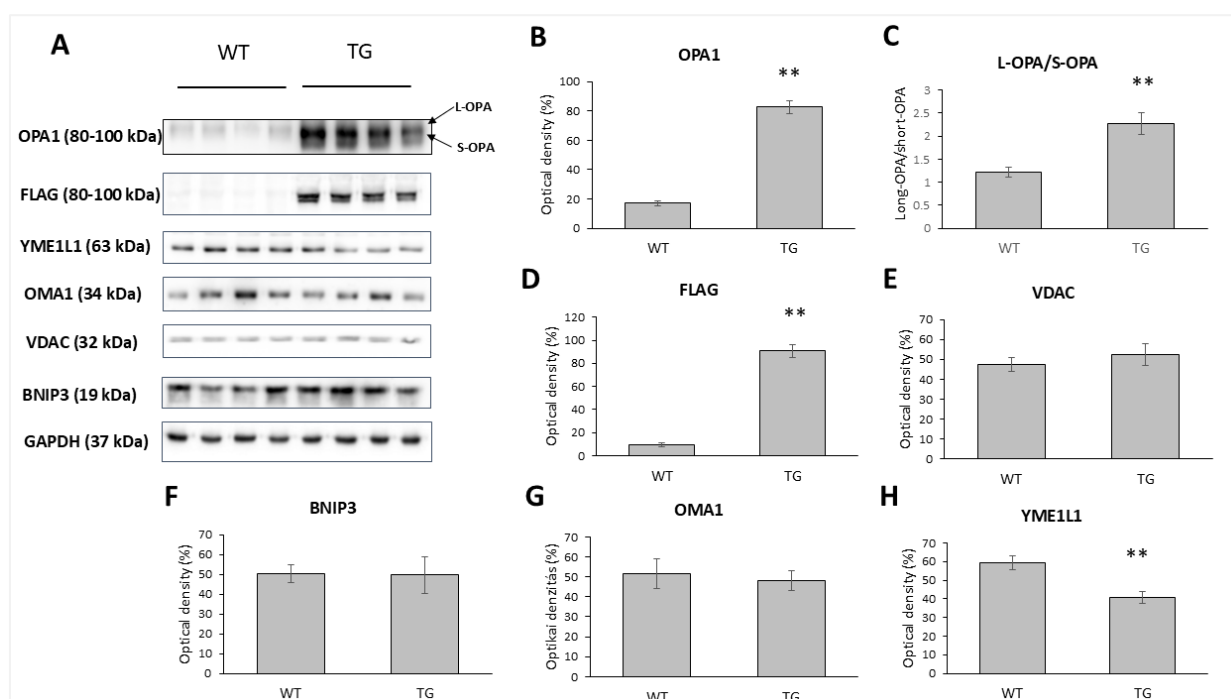 A
WT TG
L-OPA
S-OPA
OPA1 (80-100 kDa)
FLAG (80-100 kDa)
YME1L1 (63 kDa)
OMA1 (34 kDa)
VDAC (32 kDa)
BNIP3 (19 kDa)
GAPDH (37 kDa)
B
OPA1
**
Optical density (%)
100
80
60
40
20
0
WT TG
C
L-OPA/S-OPA
**
Long-OPA/short-OPA
3
2.5
2
1.5
1
0.5
0
WT TG
D
FLAG
**
Optical density (%)
120
100
80
60
40
20
0
WT TG
E
VDAC
Optical density (%)
70
60
50
40
30
20
10
0
WT TG
F
BNIP3
Optical density (%)
70
60
50
40
30
20
10
0
WT TG
G
OMA1
Optikai denzítás (%)
70
60
50
40
30
20
10
0
WT TG
H
YME1L1
**
Optical density (%)
70
60
50
40
30
20
10
0
WT TG